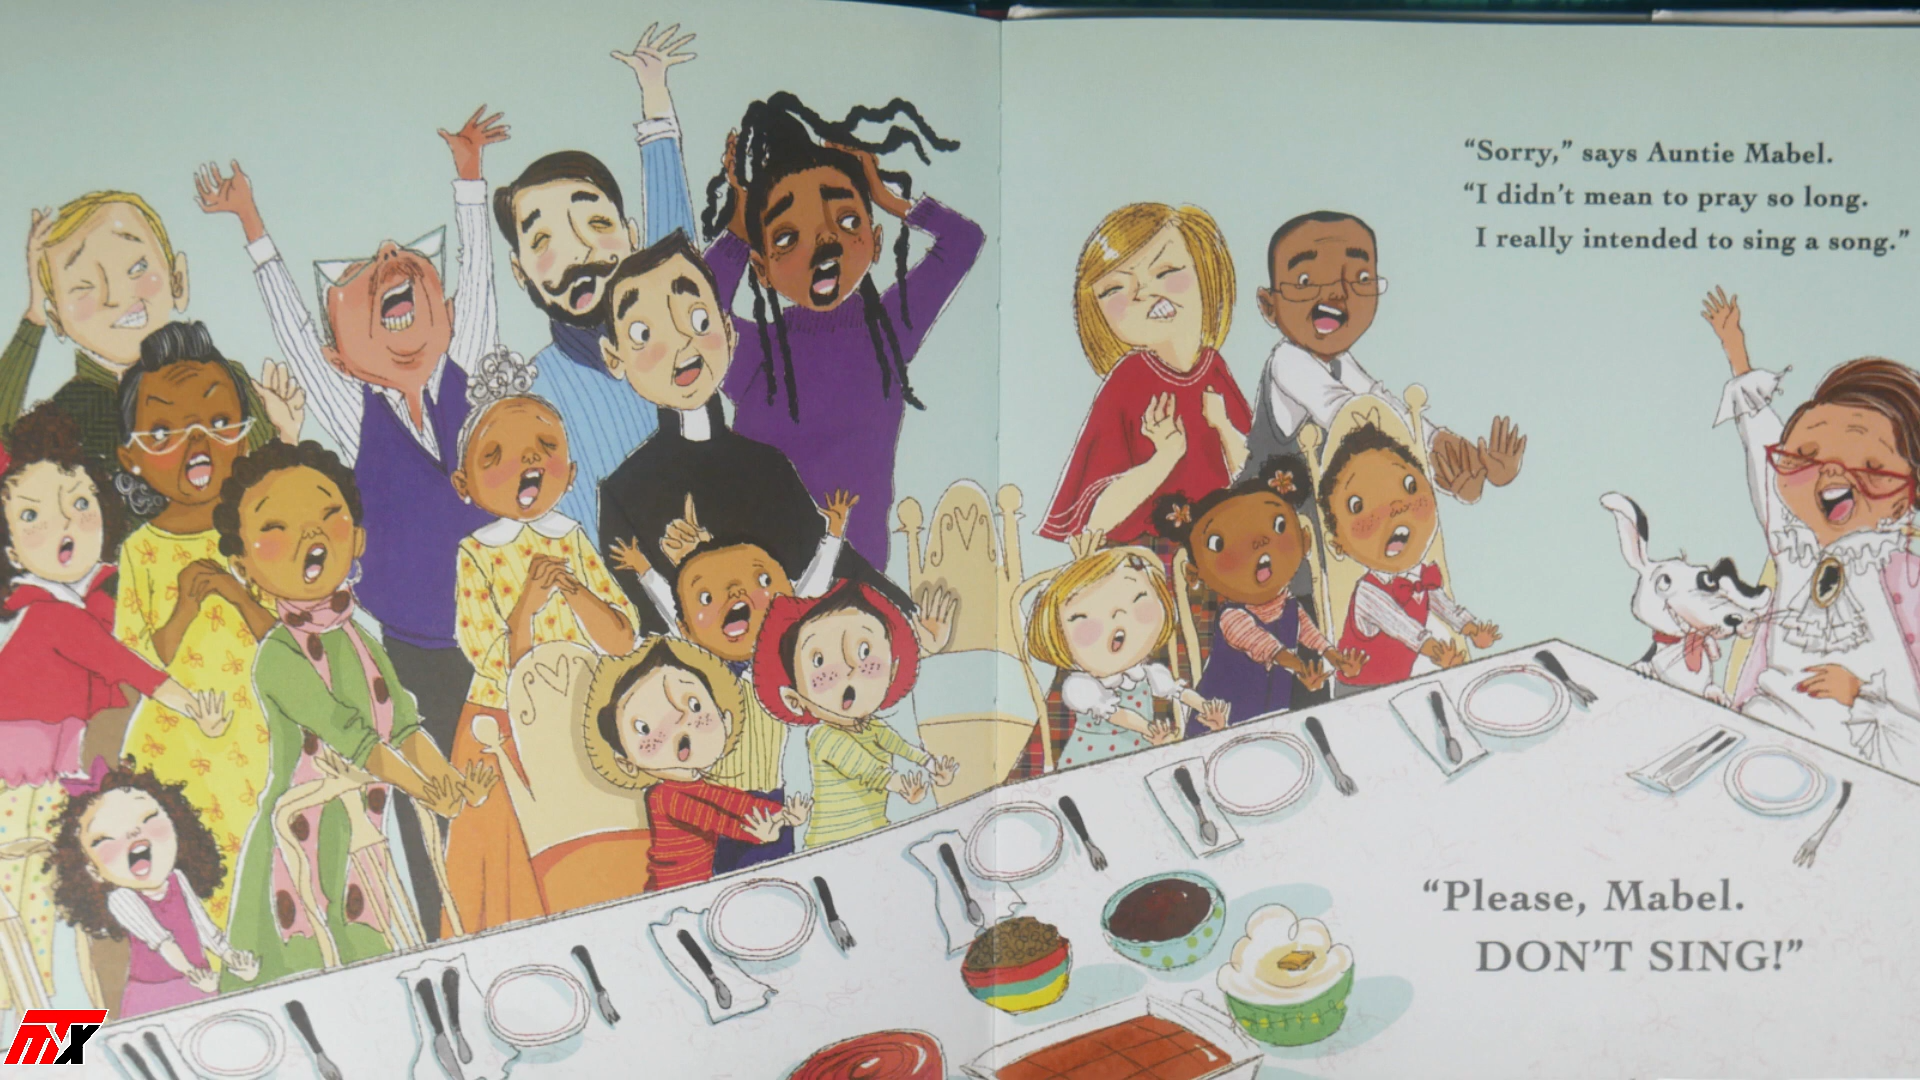 “Sorry,” says Auntie Mabel.
“I didn’t mean to pray so long.
I really intended to sing a song.”
“Please, Mabel.
DON’T SING!”
MYX